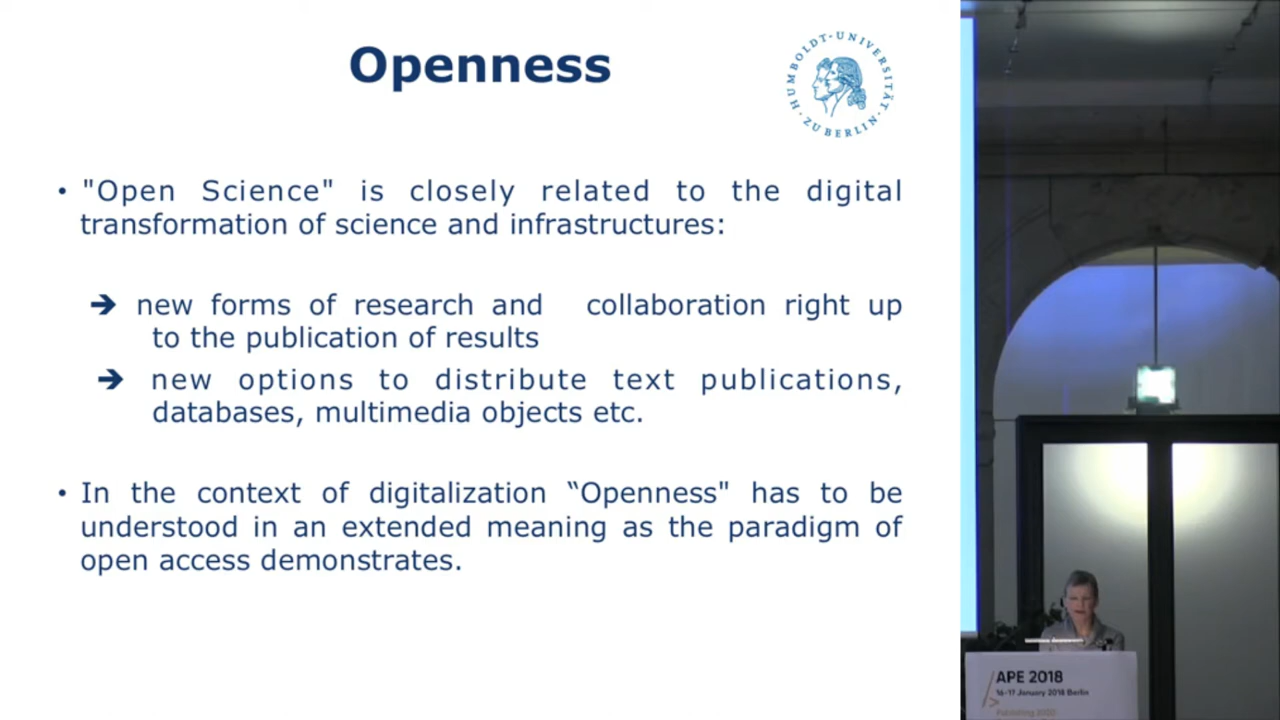 Openness
HUMBOLDT-UNIVERSITÄT ZU BERLIN
• "Open Science" is closely related to the digital
transformation of science and infrastructures:
➔ new forms of research and collaboration right up
to the publication of results
➔ new options to distribute text publications,
databases, multimedia objects etc.
• In the context of digitalization “Openness" has to be
understood in an extended meaning as the paradigm of
open access demonstrates.
APE 2018
16-17 January 2018 Berlin
Publishing 2020